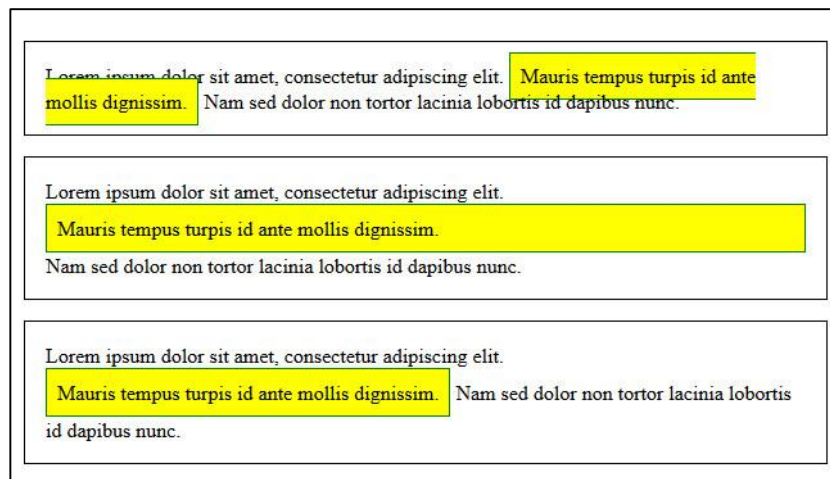 Lorem ipsum dolor sit amet, consectetur adipiscing elit. Mauris tempus turpis id ante
mollis dignissim. Nam sed dolor non tortor lacinia lobortis id dapibus nunc.
Lorem ipsum dolor sit amet, consectetur adipiscing elit.
Mauris tempus turpis id ante mollis dignissim.
Nam sed dolor non tortor lacinia lobortis id dapibus nunc.
Lorem ipsum dolor sit amet, consectetur adipiscing elit.
Mauris tempus turpis id ante mollis dignissim. Nam sed dolor non tortor lacinia lobortis
id dapibus nunc.